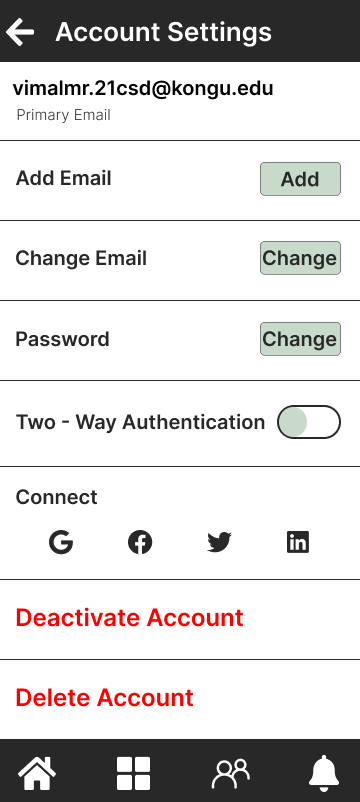 Account Settings
vimalmr.21csd@kongu.edu
Primary Email
Add Email
Add
Change Email
Change
Password
Change
Two - Way Authentication
Connect
Deactivate Account
Delete Account